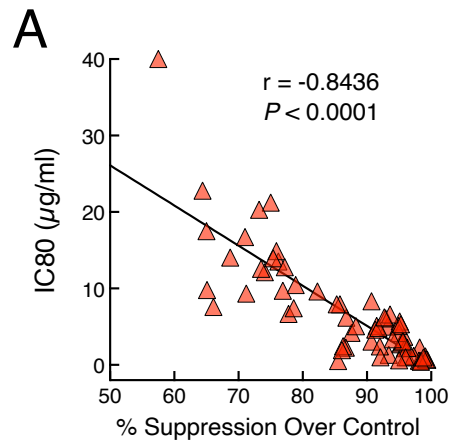 A
r = -0.8436
P < 0.0001
IC80 (µg/ml)
40
30
20
10
0
50 60 70 80 90 100
% Suppression Over Control